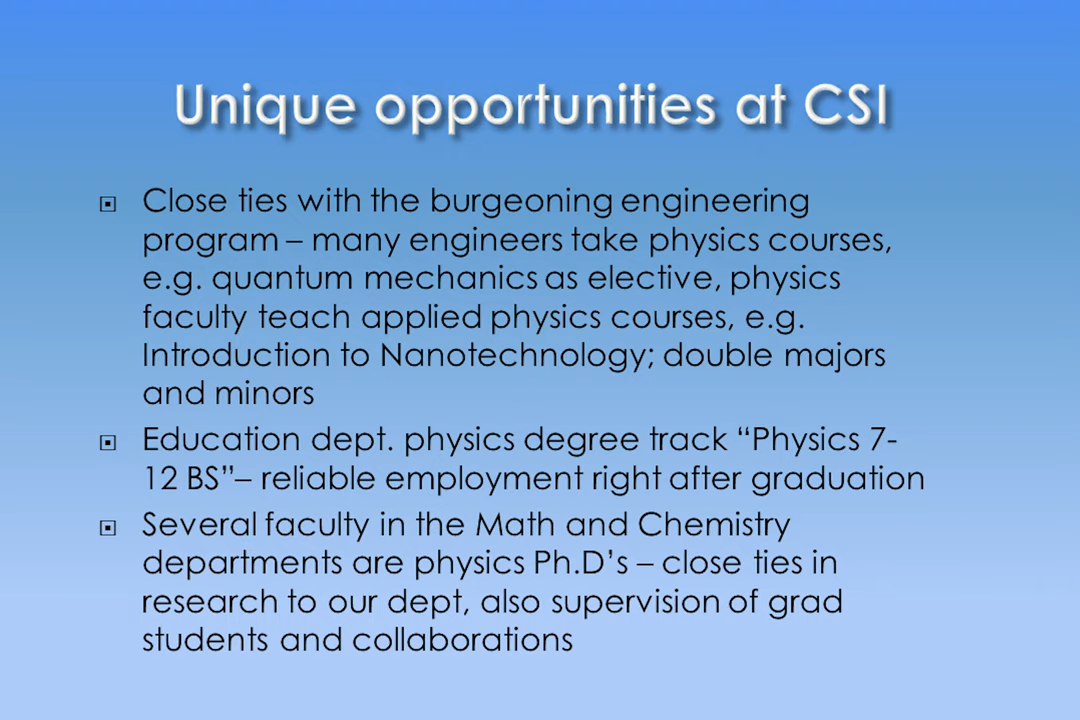 Unique opportunities at CSI
Close ties with the burgeoning engineering
program – many engineers take physics courses,
e.g. quantum mechanics as elective, physics
faculty teach applied physics courses, e.g.
Introduction to Nanotechnology; double majors
and minors
Education dept. physics degree track “Physics 7-
12 BS”– reliable employment right after graduation
Several faculty in the Math and Chemistry
departments are physics Ph.D’s – close ties in
research to our dept, also supervision of grad
students and collaborations